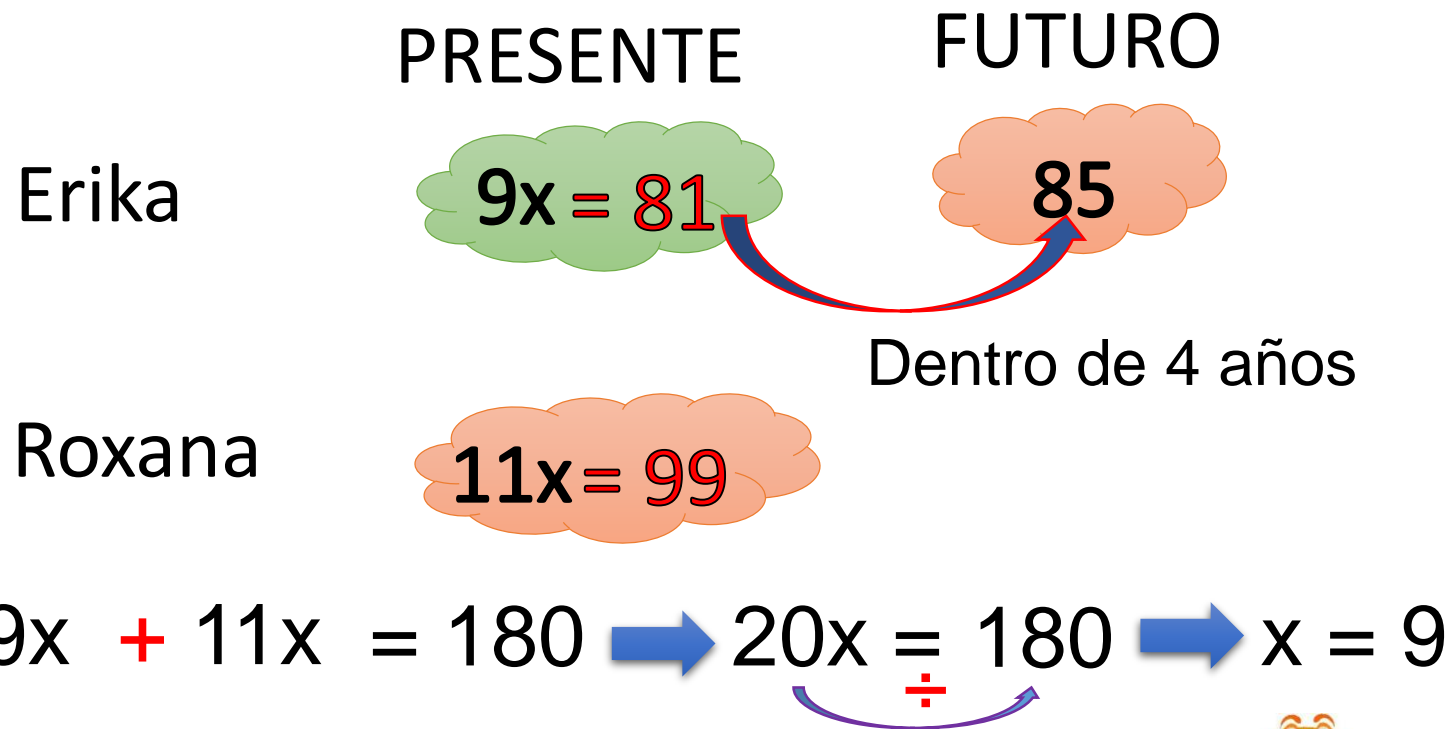 PRESENTE FUTURO
Erika 9x = 81 85
Dentro de 4 años
Roxana 11x = 99
9x + 11x = 180 20x = 180 x = 9
÷